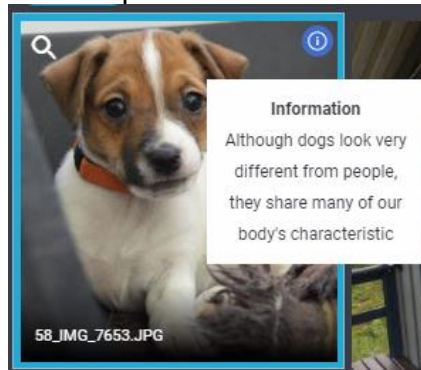 Information
Although dogs look very
different from people,
they share many of our
body's characteristic
58_IMG_7653.JPG